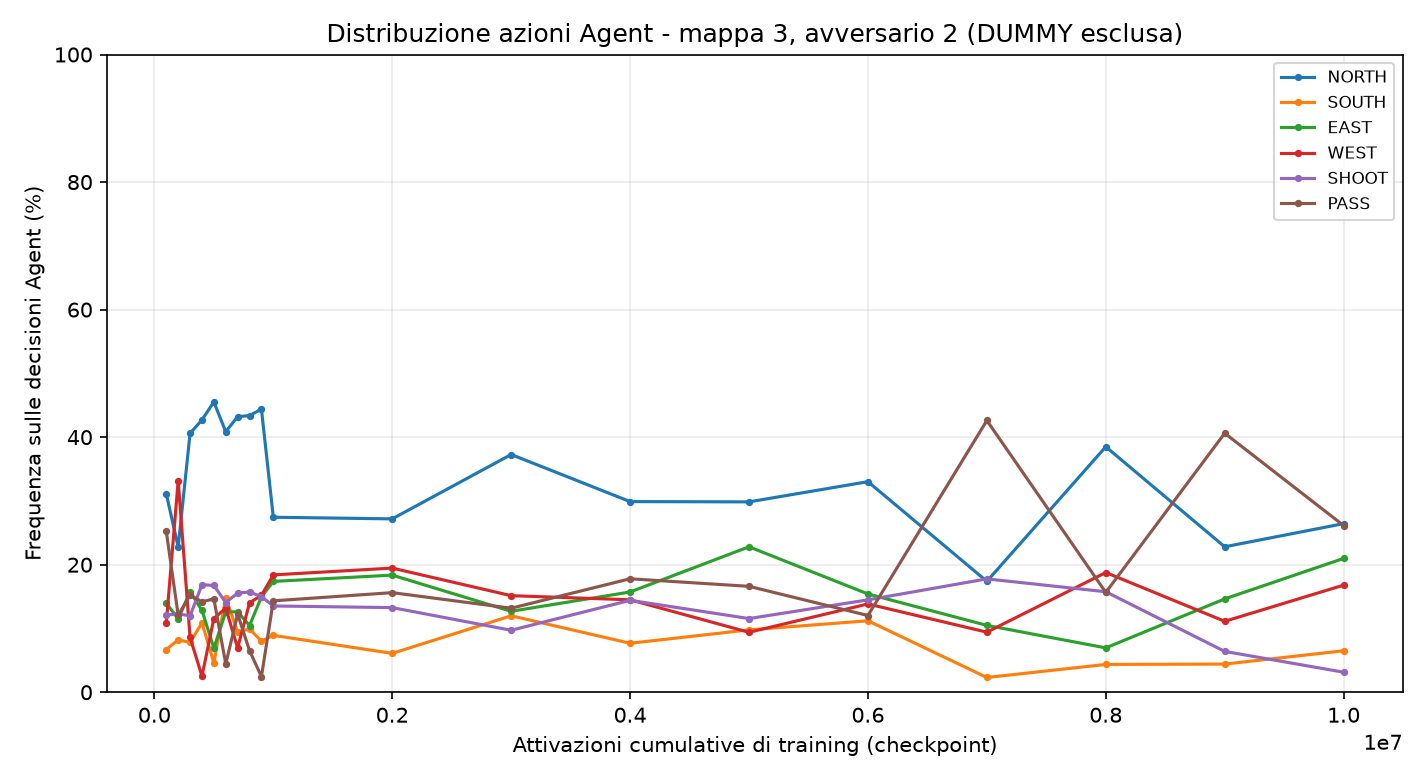 Distribuzione azioni Agent - mappa 3, avversario 2 (DUMMY esclusa)
Frequenza sulle decisioni Agent (%)
100
80
60
40
20
0
NORTH
SOUTH
EAST
WEST
SHOOT
PASS
0.0 0.2 0.4 0.6 0.8 1.0
1e7
Attivazioni cumulative di training (checkpoint)